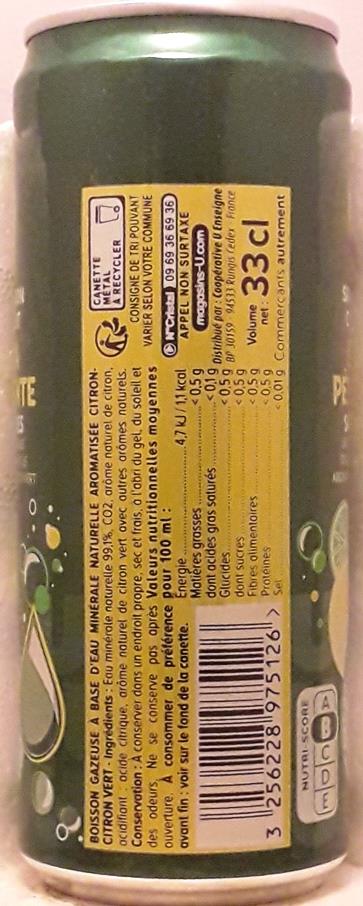 BOISSON GAZEUSE À BASE D'EAU MINÉRALE NATURELLE AROMATISÉE CITRON-
CITRON VERT - Ingrédients : Eau minérale naturelle 99,1%, CO2, arôme naturel de citron,
acidifiant : acide citrique, arôme naturel de citron vert avec autres arômes naturels.
Conservation : À conserver dans un endroit propre, sec et frais, à l'abri du gel, du soleil et
des odeurs. Ne se conserve pas après
ouverture. À consommer de préférence
avant fin : voir sur le fond de la canette.
3 256228 975126 >
Valeurs nutritionnelles moyennes
pour 100 ml :
Énergie 4,7 kJ / 1,1 kcal
Matières grasses < 0,5 g
dont acides gras saturés < 0,1 g
Glucides < 0,5 g
dont sucres < 0,5 g
Fibres alimentaires < 0,5 g
Protéines < 0,5 g
Sel < 0,01 g
CANETTE
MÉTAL
À RECYCLER
CONSIGNE DE TRI POUVANT
VARIER SELON VOTRE COMMUNE
N°Cristal 09 69 36 69 36
APPEL NON SURTAXÉ
magasins-U.com
Distribué par : Coopérative U Enseigne
BP 30159 - 94533 Rungis Cedex France
Volume
net : 33cl
Commerçants autrement
NUTRI-SCORE
A B C D E
NTE
PÉ